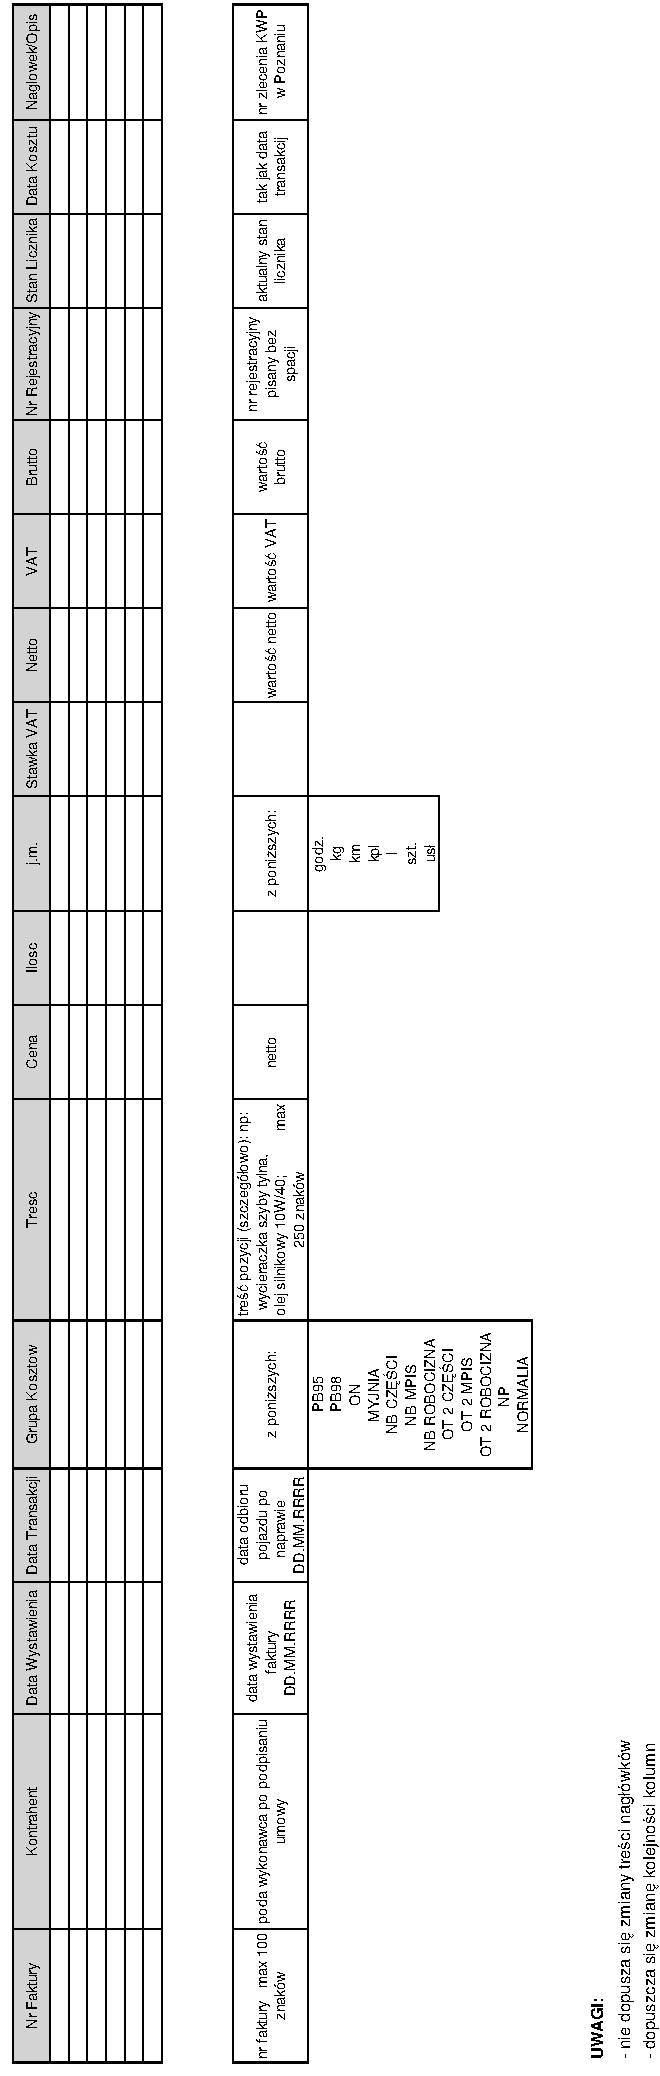 Nr Faktury Kontrahent Data Wystawienia Data Transakcji Grupa Kosztow Tresc Cena Ilosc j.m. Stawka VAT Netto VAT Brutto Nr Rejestracyjny Stan Licznika Data Kosztu Naglowek/Opis
nr faktury max 100
znaków
poda wykonawca po podpisaniu
umowy
data wystawienia
faktury
DD.MM.RRRR
data odbioru
pojazdu po
naprawie
DD.MM.RRRR
z poniższych:
treść pozycji (szczegółowo): np:
wycieraczka szyby tylna,
olej silnikowy 10W/40; max
250 znaków
netto
z poniższych:
wartość netto
wartość VAT
wartość
brutto
nr rejestracyjny
pisany bez
spacji
aktualny stan
licznika
tak jak data
transakcij
nr zlecenia KWP
w Poznaniu
PB95
PB98
ON
MYJNIA
NB CZĘŚCI
NB MPIS
NB ROBOCIZNA
OT 2 CZĘŚCI
OT 2 MPIS
OT 2 ROBOCIZNA
NP
NORMALIA
godz.
kg
km
kpl
l
szt.
usł
UWAGI:
- nie dopusza się zmiany treści nagłówków
- dopuszcza się zmianę kolejności kolumn